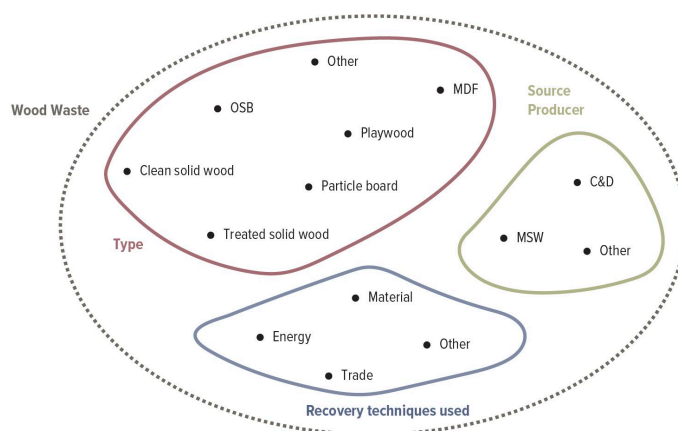 Wood Waste
Other
MDF
OSB
Playwood
Clean solid wood
Particle board
Treated solid wood
Type
Source
Producer
C&D
MSW
Other
Material
Energy
Other
Trade
Recovery techniques used